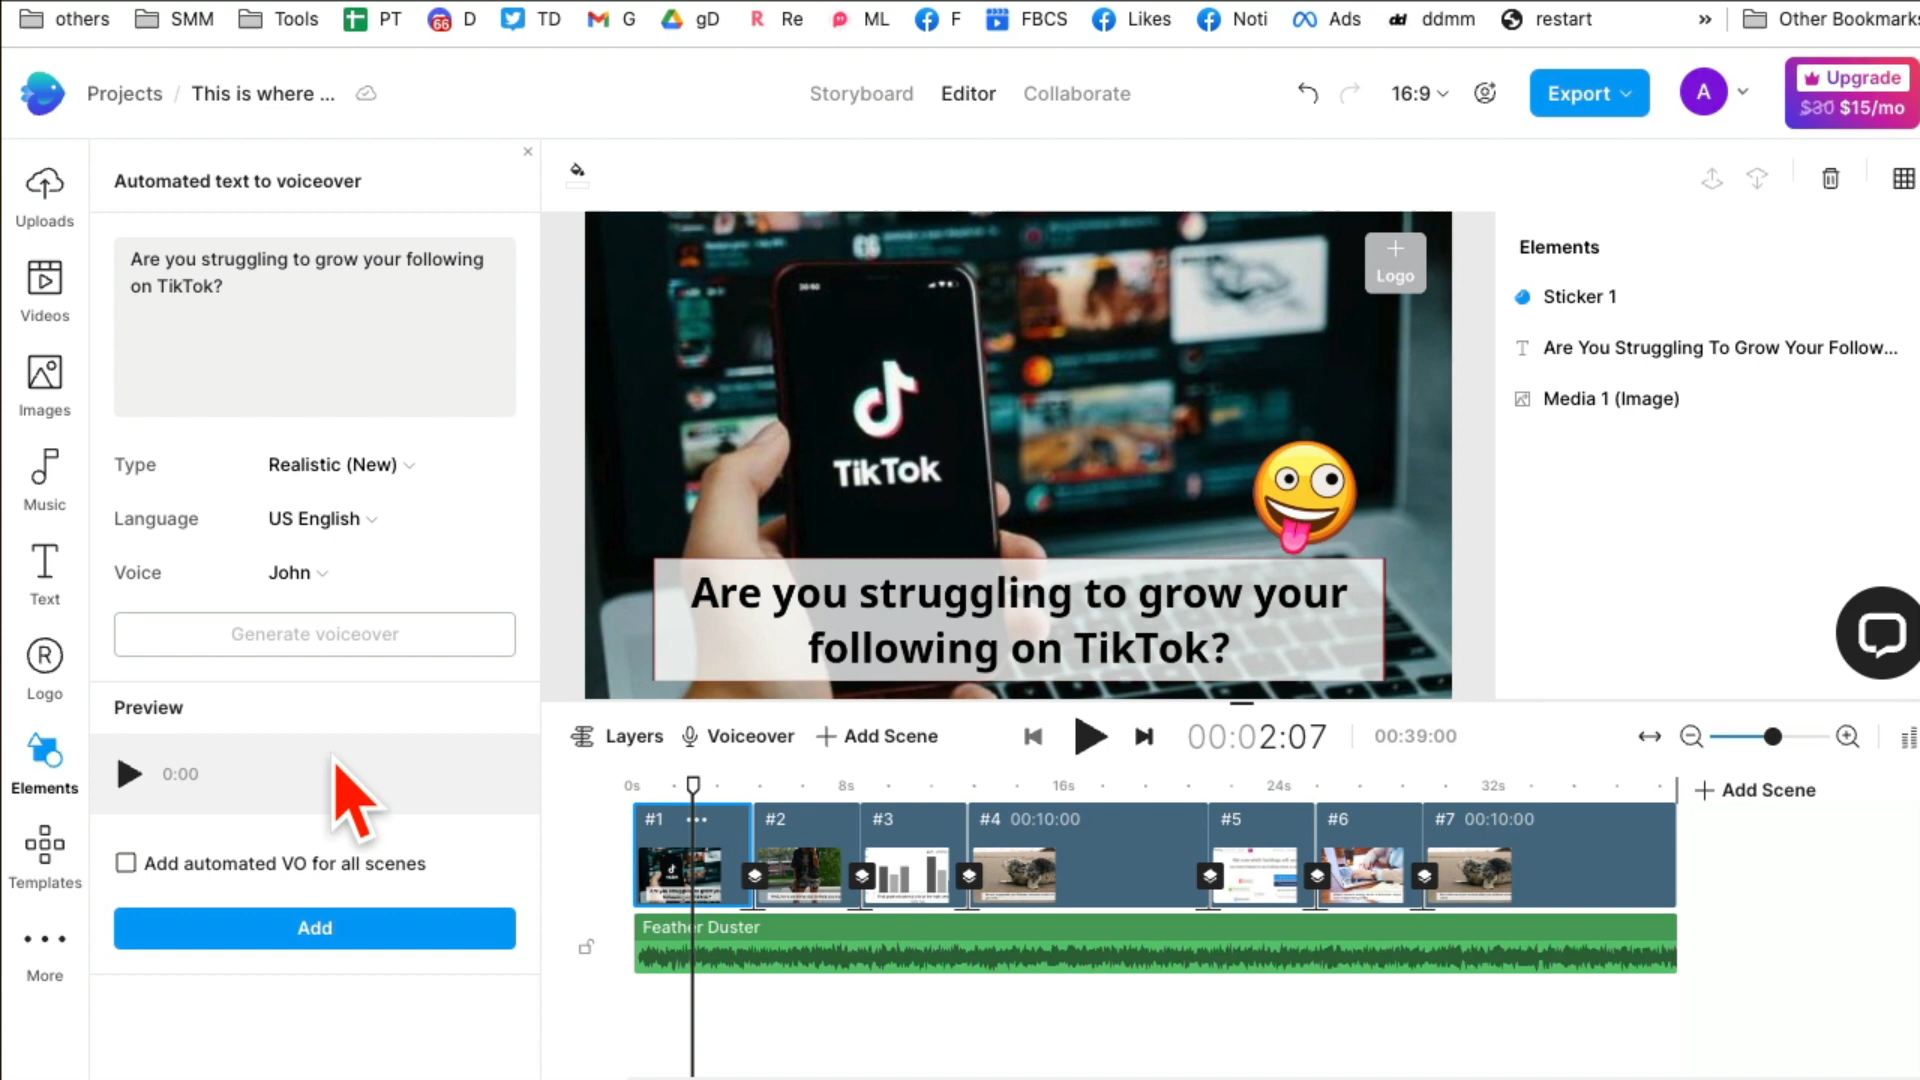 others SMM Tools PT 66 D TD G gD R Re ML F FBCS Likes Noti Ads dd ddmm restart » Other Bookmarks
Projects / This is where ...
Storyboard Editor Collaborate
16:9 Export A
Upgrade
$30 $15/mo
Uploads
Videos
Images
Music
Text
Logo
Elements
Templates
More
Automated text to voiceover
Are you struggling to grow your following
on TikTok?
Type Realistic (New)
Language US English
Voice John
Generate voiceover
Preview
0:00
Add automated VO for all scenes
Add
Logo
TikTok
Are you struggling to grow your
following on TikTok?
Elements
Sticker 1
Are You Struggling To Grow Your Follow...
Media 1 (Image)
Layers Voiceover Add Scene 00:02:07 00:39:00
0s 8s 16s 24s 32s
Add Scene
#1 ••• #2 #3 #4 00:10:00 #5 #6 #7 00:10:00
Feather Duster